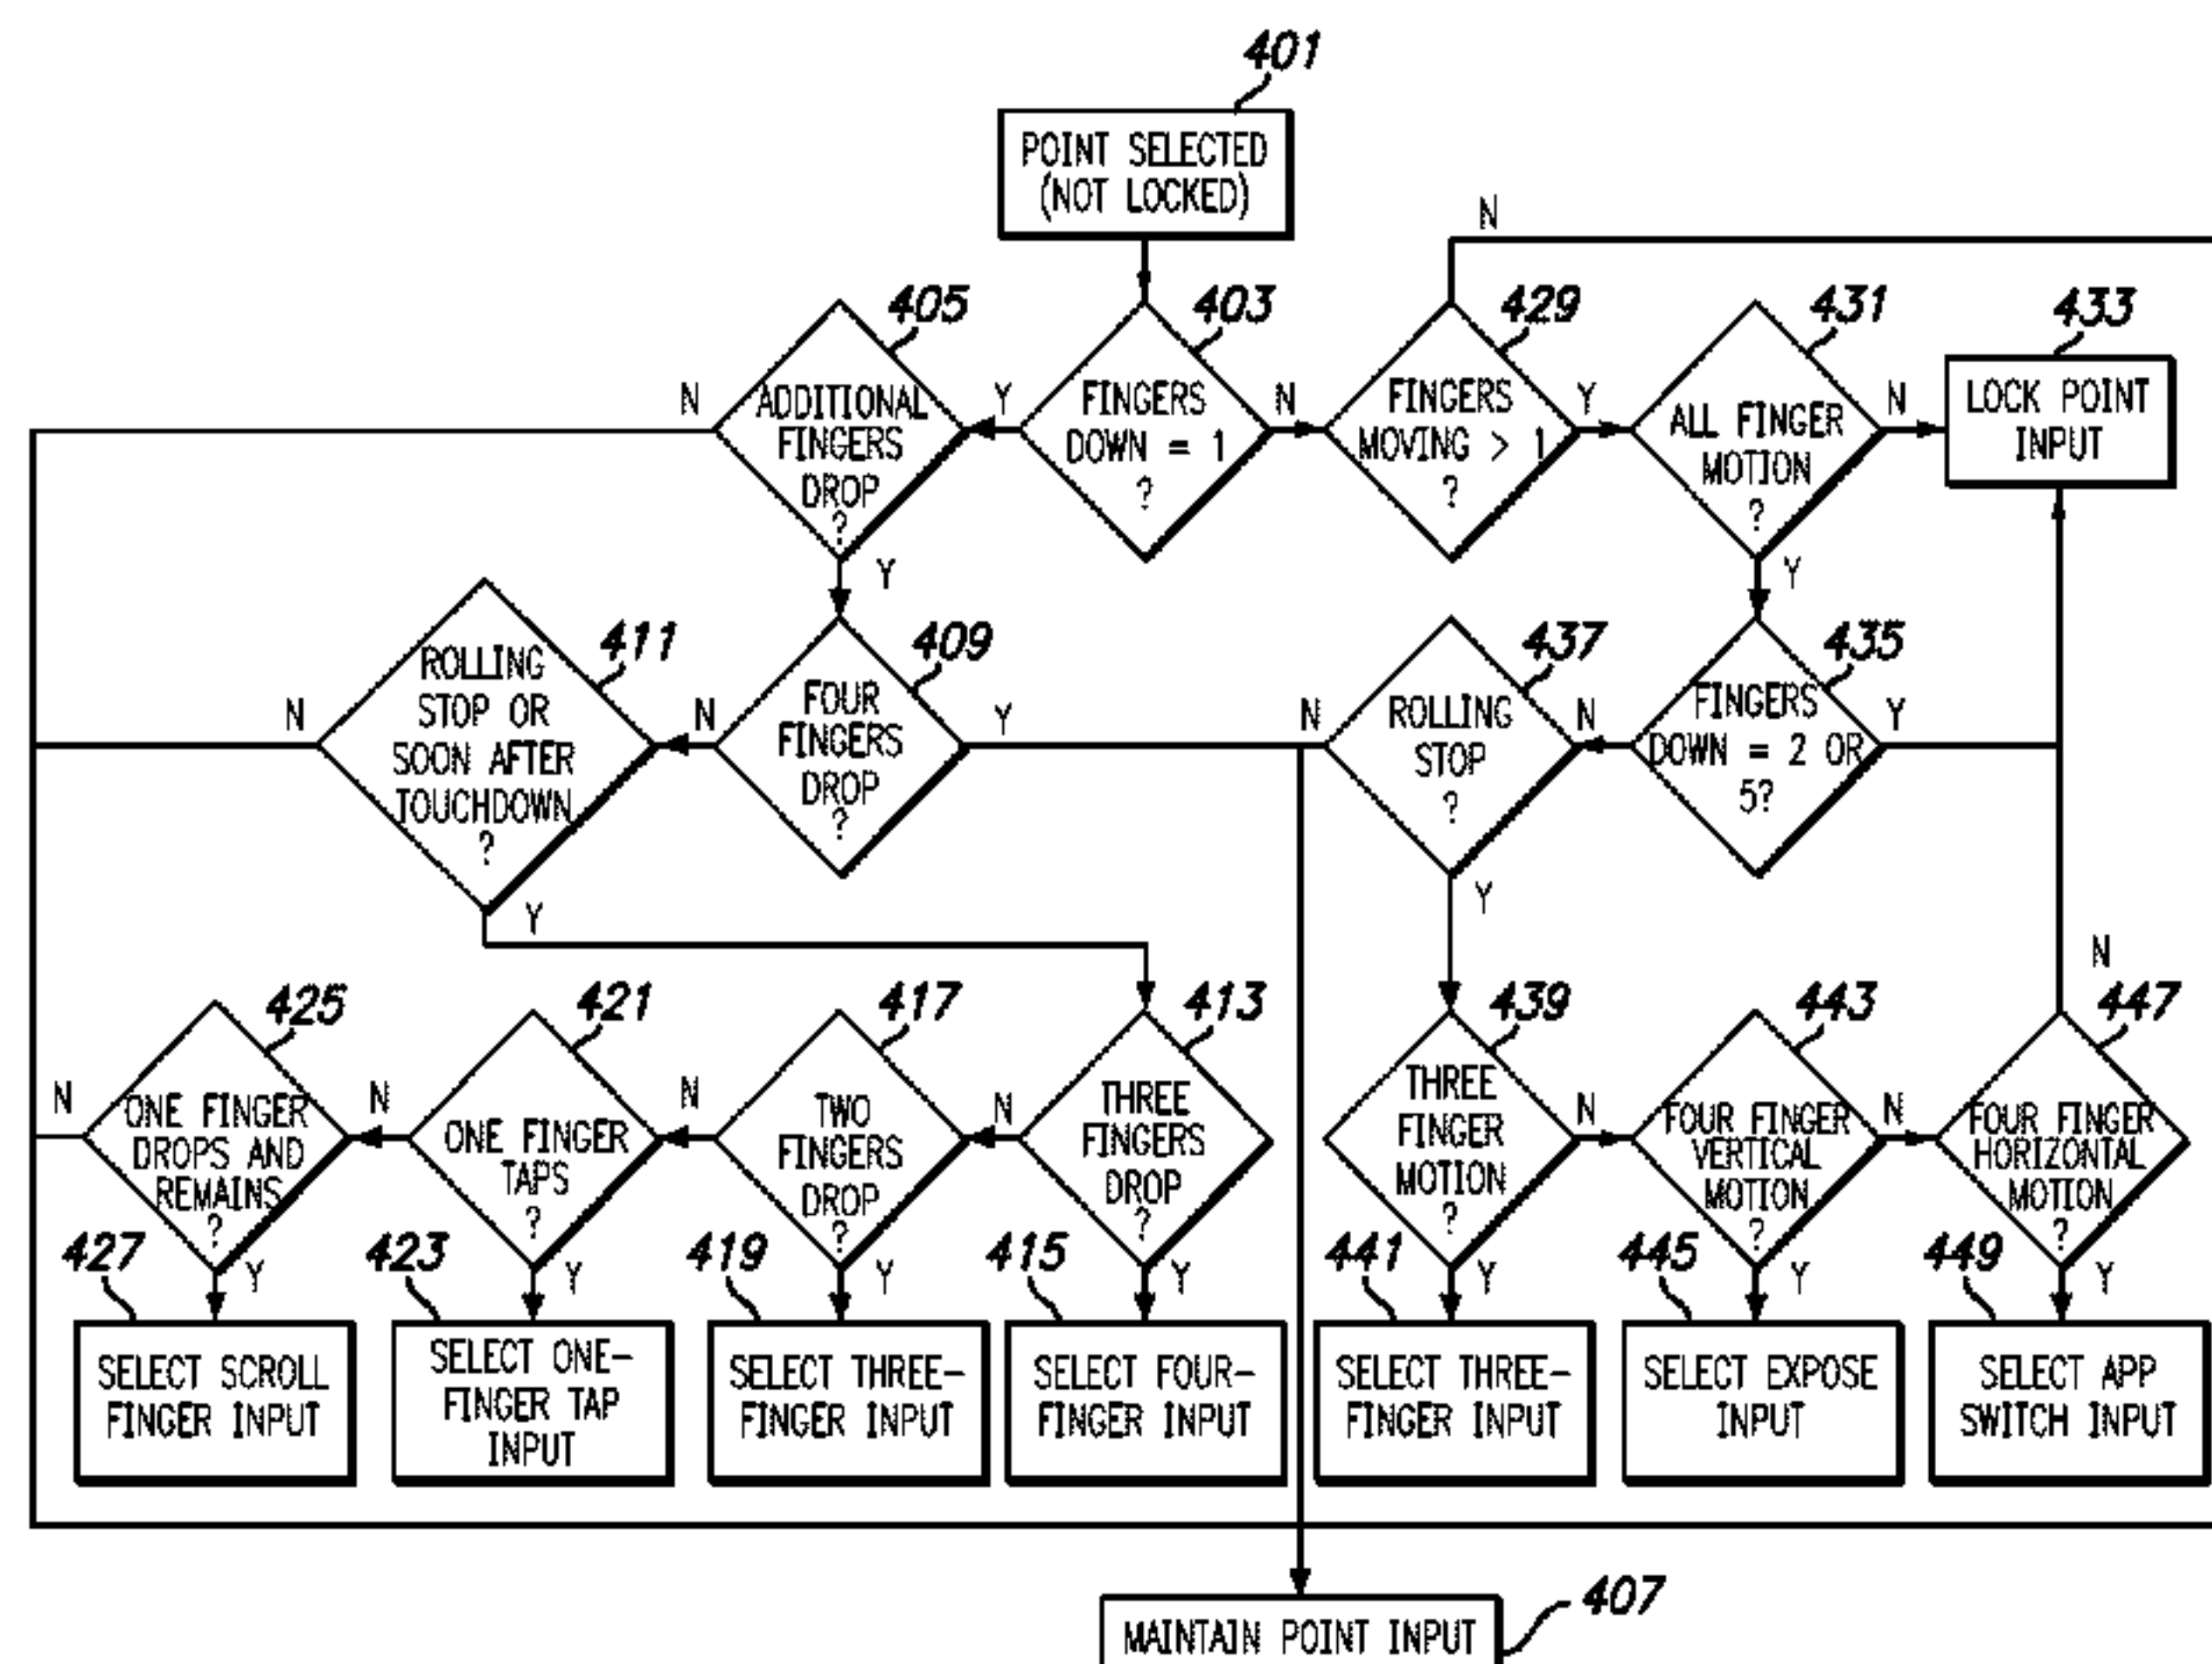 401
POINT SELECTED
(NOT LOCKED)
N
405
403
429
431
433
N
ADDITIONAL
FINGERS
DROP
?
Y
FINGERS
DOWN = 1
?
N
FINGERS
MOVING > 1
?
Y
ALL FINGER
MOTION
?
N
LOCK POINT
INPUT
Y
Y
411
409
437
435
N
ROLLING
STOP OR
SOON AFTER
TOUCHDOWN
?
N
FOUR
FINGERS
DROP
?
Y
N
ROLLING
STOP
?
N
FINGERS
DOWN = 2 OR
5?
Y
Y
Y
N
425
421
417
413
439
443
447
N
ONE FINGER
DROPS AND
REMAINS
?
N
ONE FINGER
TAPS
?
N
TWO
FINGERS
DROP
?
N
THREE
FINGERS
DROP
?
THREE
FINGER
MOTION
?
N
FOUR FINGER
VERTICAL
MOTION
?
N
FOUR FINGER
HORIZONTAL
MOTION
?
427
Y
423
Y
419
Y
415
Y
441
Y
445
Y
449
Y
SELECT SCROLL
FINGER INPUT
SELECT ONE-
FINGER TAP
INPUT
SELECT THREE-
FINGER INPUT
SELECT FOUR-
FINGER INPUT
SELECT THREE-
FINGER INPUT
SELECT EXPOSE
INPUT
SELECT APP
SWITCH INPUT
407
MAINTAIN POINT INPUT